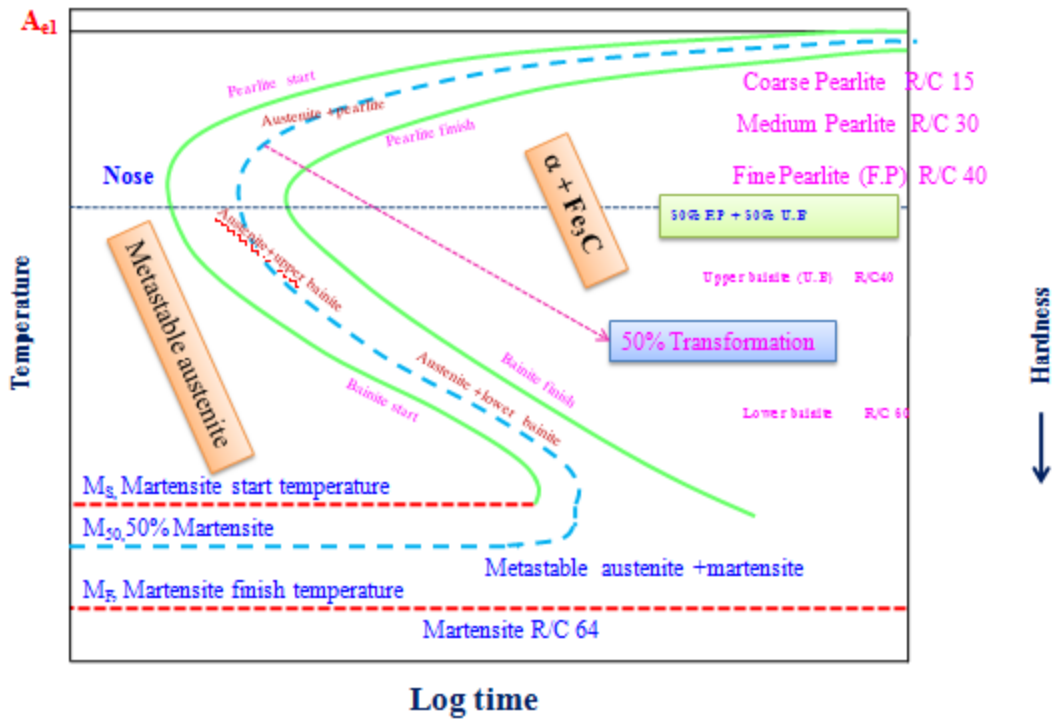 Ae1
Pearlite start
Coarse Pearlite R/C 15
Austenite +pearlite
Medium Pearlite R/C 30
Pearlite finish
Nose
Fine Pearlite (F.P) R/C 40
α + Fe3C
50% F.P + 50% U.B
Austenite+upper bainite
Metastable austenite
Upper bainite (U.B) R/C40
Temperature
Hardness
50% Transformation
Austenite +lower bainite
Bainite finish
Bainite start
Lower bainite R/C 60
MS, Martensite start temperature
M50,50% Martensite
Metastable austenite +martensite
MF, Martensite finish temperature
Martensite R/C 64
Log time